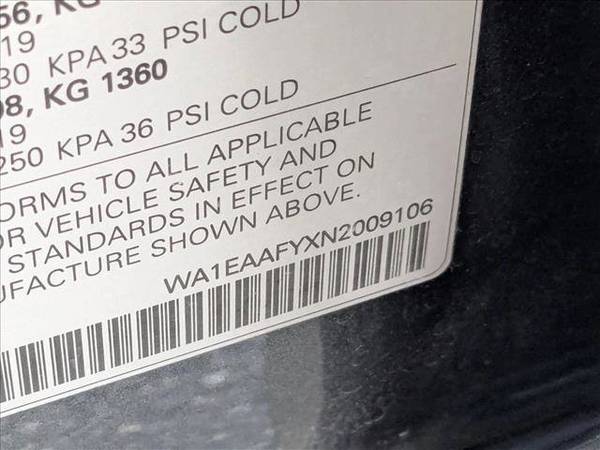 56, KG
19
30 KPA 33 PSI COLD
08, KG 1360
19
250 KPA 36 PSI COLD
ORMS TO ALL APPLICABLE
OR VEHICLE SAFETY AND
STANDARDS IN EFFECT ON
UFACTURE SHOWN ABOVE.
WA1EAAFYXN2009106